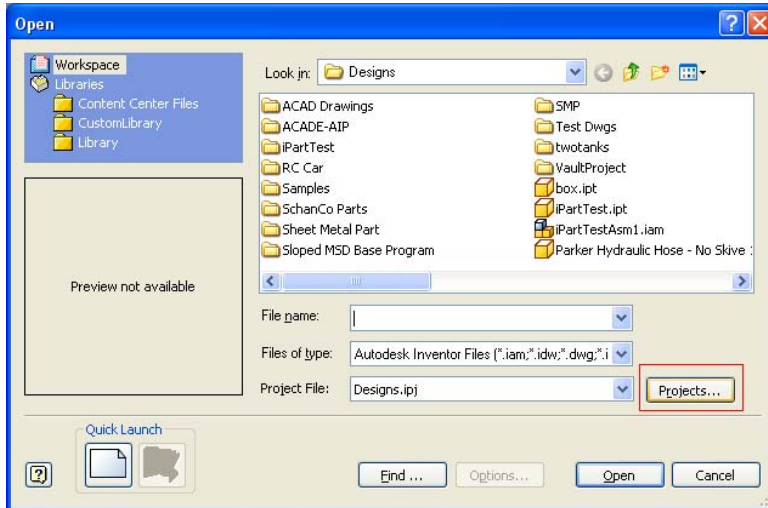 Open
Workspace
Libraries
Content Center Files
CustomLibrary
Library
Preview not available
Look in: Designs
ACAD Drawings
ACADE-AIP
iPartTest
RC Car
Samples
SchanCo Parts
Sheet Metal Part
Sloped MSD Base Program
SMP
Test Dwgs
twotanks
VaultProject
box.ipt
iPartTest.ipt
iPartTestAsm1.iam
Parker Hydraulic Hose - No Skive
File name:
Files of type: Autodesk Inventor Files (*.iam;*.idw;*.dwg;*.i
Project File: Designs.ipj Projects...
Quick Launch
Find ... Options... Open Cancel